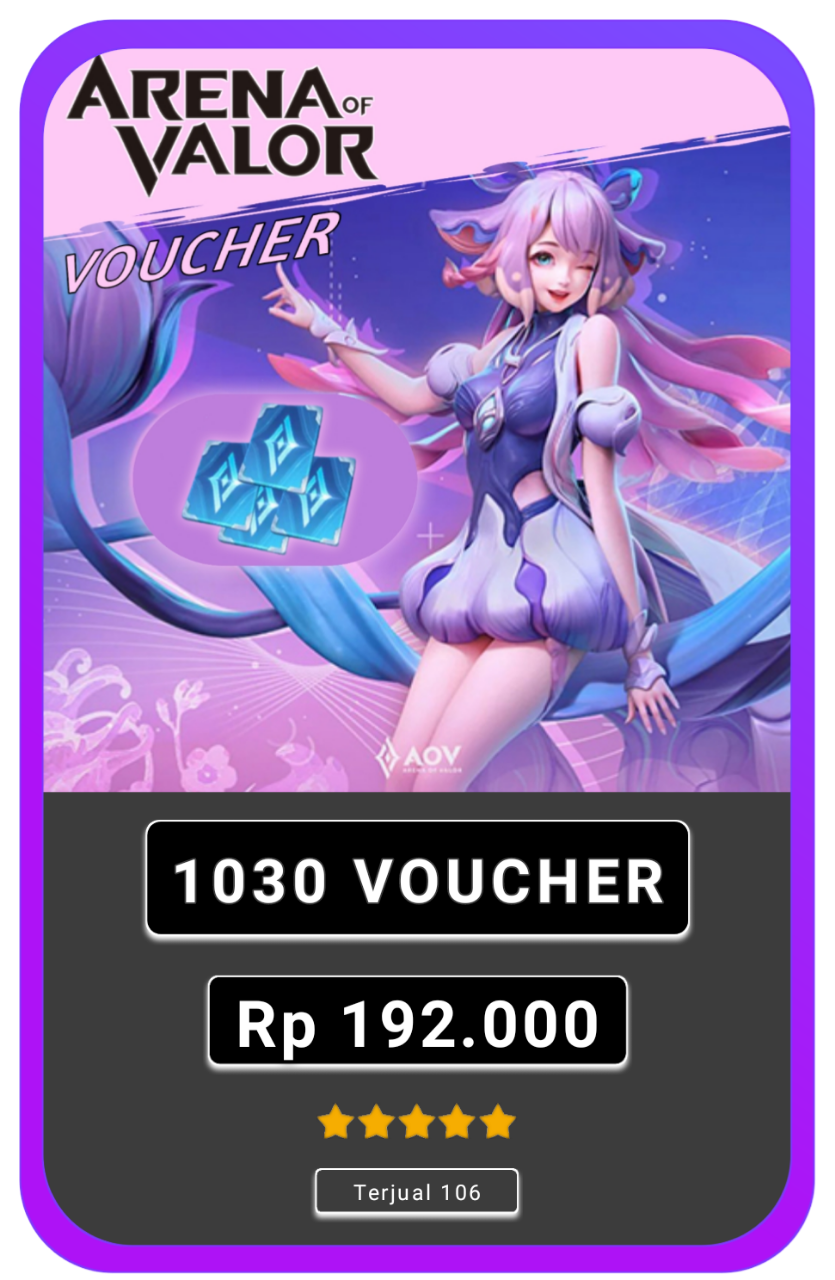 ARENA OF
VALOR
VOUCHER
AOV
ARENA OF VALOR
1030 VOUCHER
Rp 192.000
Terjual 106